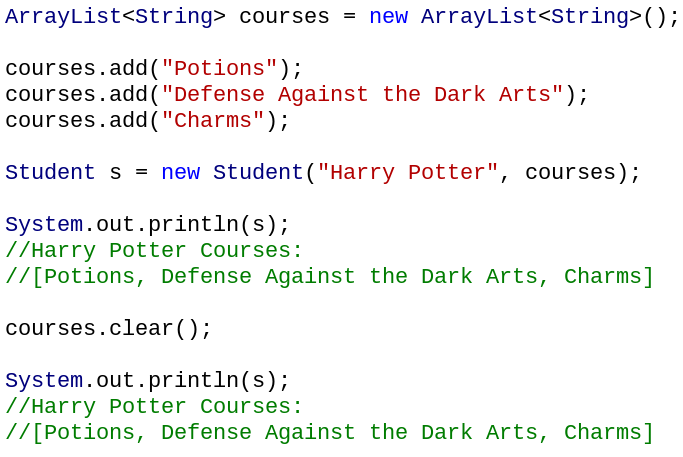 ArrayList<String> courses = new ArrayList<String>();
courses.add("Potions");
courses.add("Defense Against the Dark Arts");
courses.add("Charms");
Student s = new Student("Harry Potter", courses);
System.out.println(s);
//Harry Potter Courses:
//[Potions, Defense Against the Dark Arts, Charms]
courses.clear();
System.out.println(s);
//Harry Potter Courses:
//[Potions, Defense Against the Dark Arts, Charms]